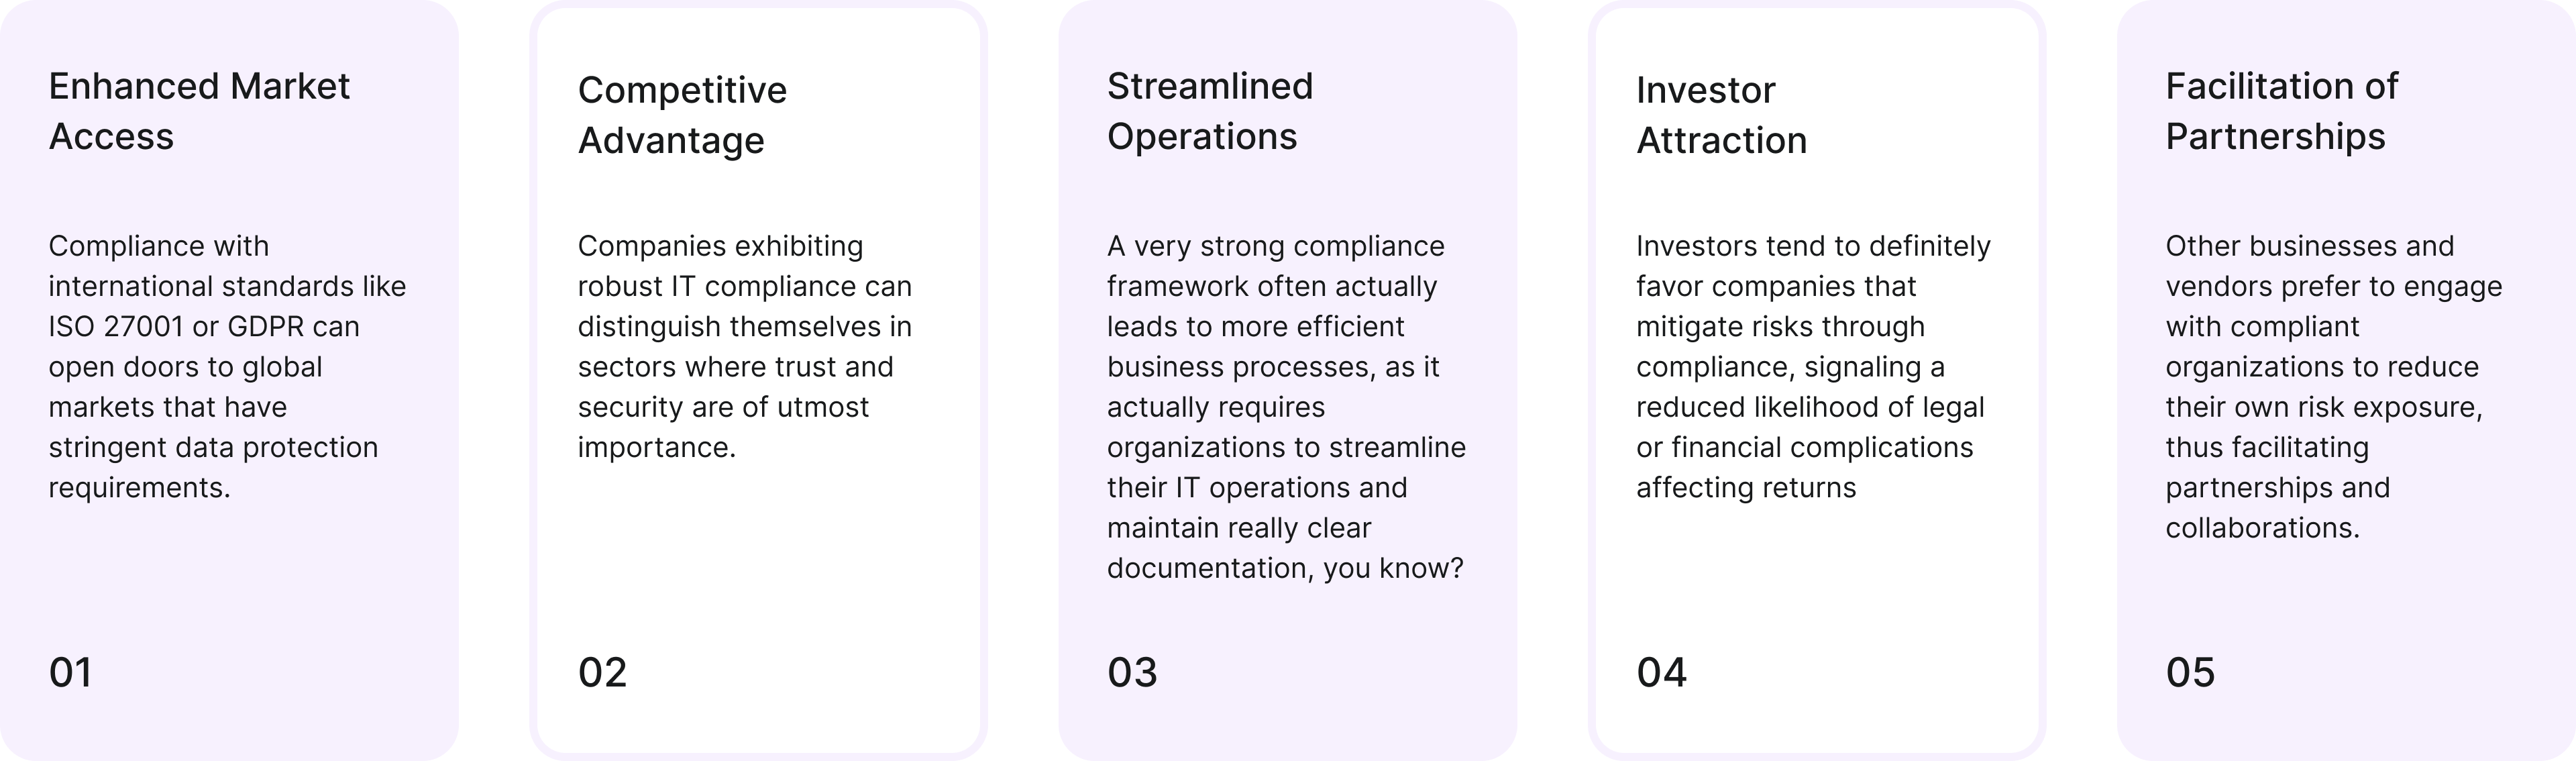 Enhanced Market
Access
Compliance with
international standards like
ISO 27001 or GDPR can
open doors to global
markets that have
stringent data protection
requirements.
01
Competitive
Advantage
Companies exhibiting
robust IT compliance can
distinguish themselves in
sectors where trust and
security are of utmost
importance.
02
Streamlined
Operations
A very strong compliance
framework often actually
leads to more efficient
business processes, as it
actually requires
organizations to streamline
their IT operations and
maintain really clear
documentation, you know?
03
Investor
Attraction
Investors tend to definitely
favor companies that
mitigate risks through
compliance, signaling a
reduced likelihood of legal
or financial complications
affecting returns
04
Facilitation of
Partnerships
Other businesses and
vendors prefer to engage
with compliant
organizations to reduce
their own risk exposure,
thus facilitating
partnerships and
collaborations.
05